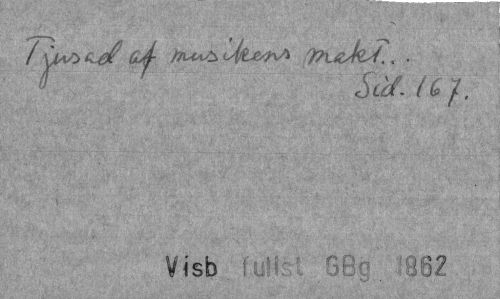 Tjusad af musikens makt...
Sid. 167.
Visb fullst GBg 1862